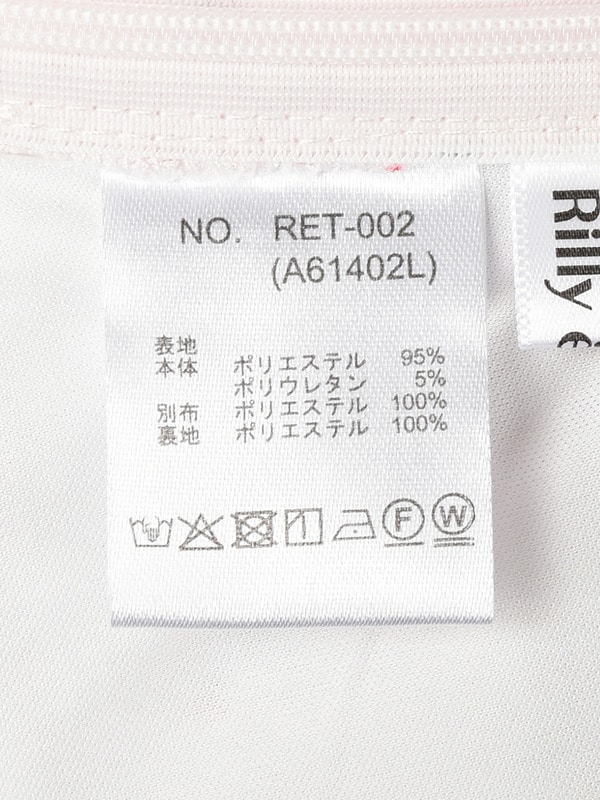 NO. RET-002
(A61402L)
表地
本体 ポリエステル 95%
ポリウレタン 5%
別布 ポリエステル 100%
裏地 ポリエステル 100%
F
W
Rilly